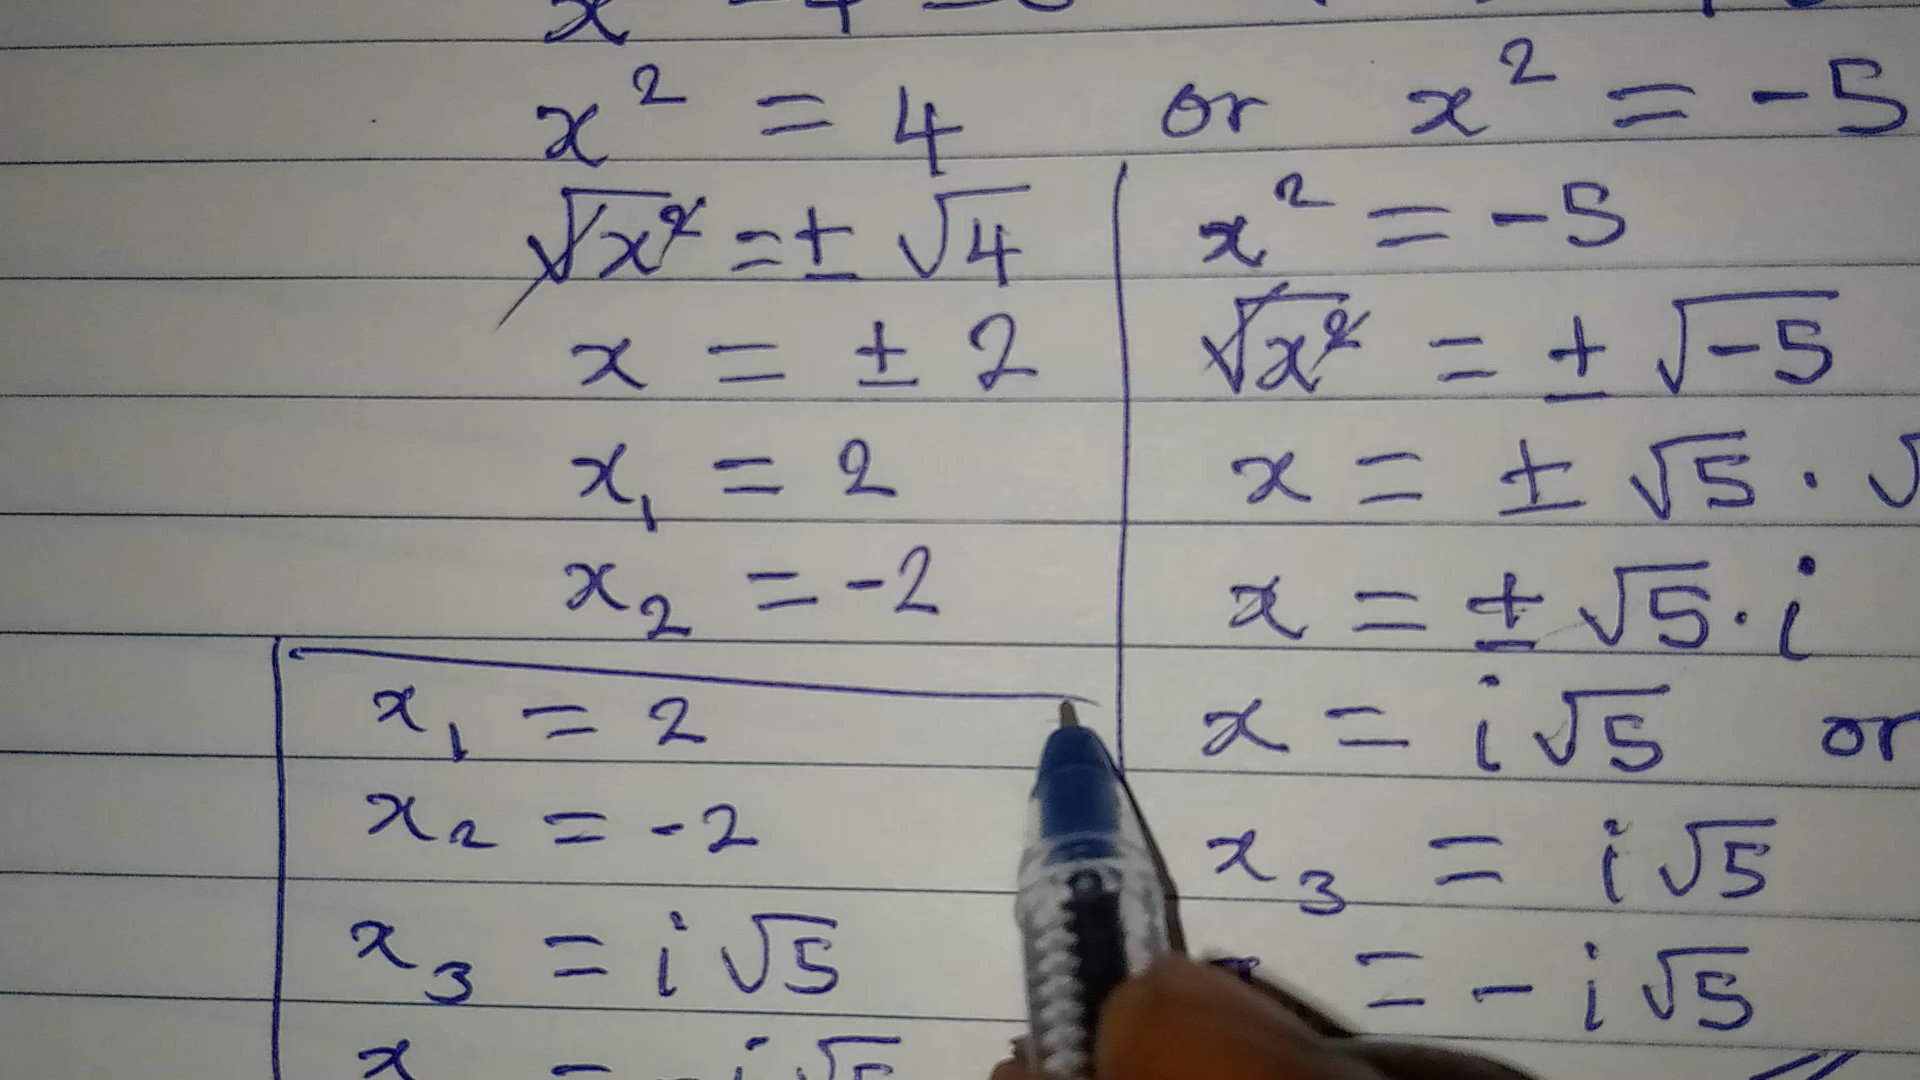 x² = 4 or x² = -5
√x² = ± √4
x = ± 2
x₁ = 2
x₂ = -2
x₁ = 2
x₂ = -2
x₃ = i√5
x² = -5
√x² = ± √-5
x = ± √5 · √
x = ± √5 · i
x = i√5 or
x₃ = i√5
= - i√5